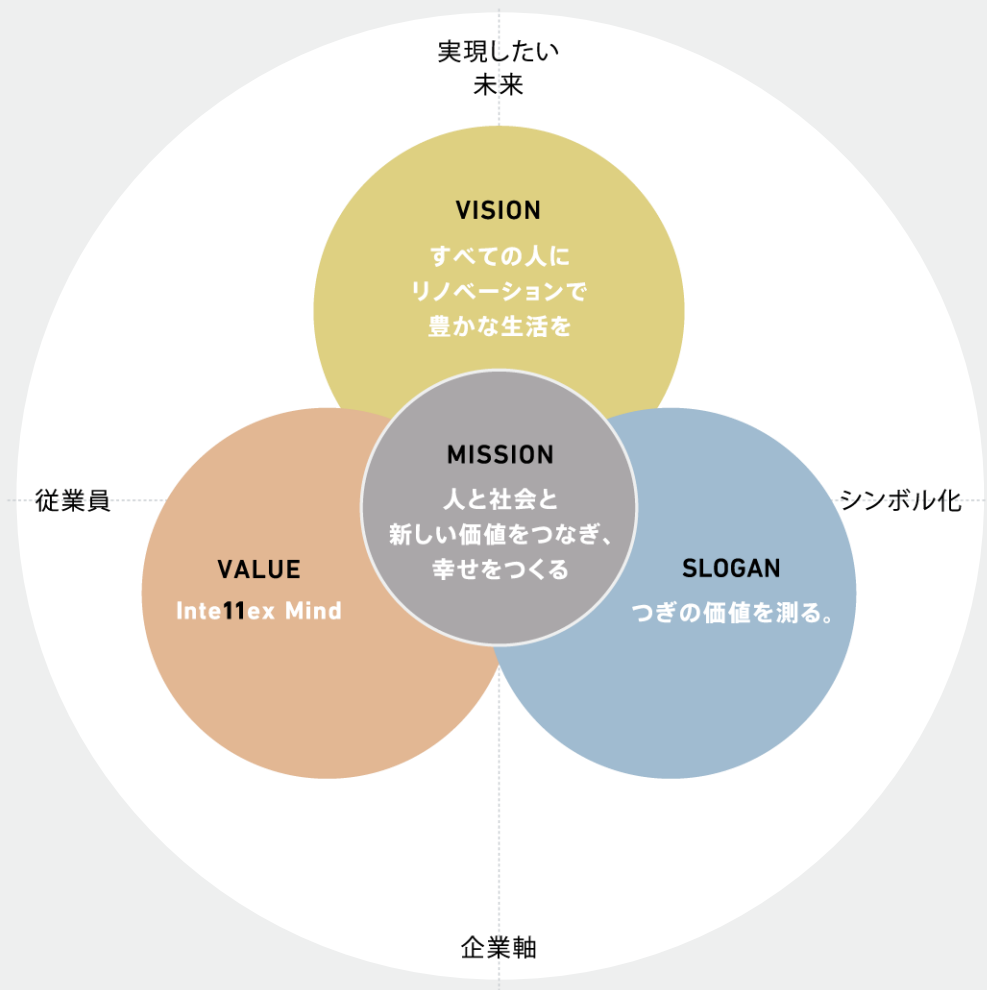 実現したい
未来
VISION
すべての人に
リノベーションで
豊かな生活を
MISSION
人と社会と
新しい価値をつなぎ、
幸せをつくる
従業員
シンボル化
VALUE
Inte11ex Mind
SLOGAN
つぎの価値を測る。
企業軸